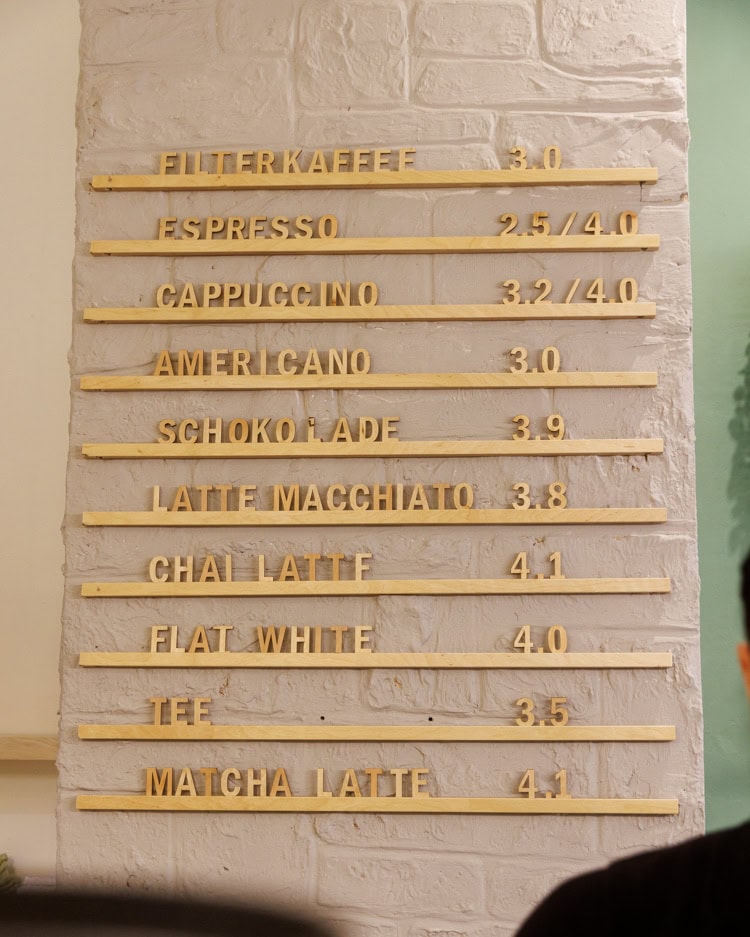 FILTERKAFFEE 3.0
ESPRESSO 2.5/4.0
CAPPUCCINO 3.2/4.0
AMERICANO 3.0
SCHOKOLADE 3.9
LATTE MACCHIATO 3.8
CHAI LATTE 4.1
FLAT WHITE 4.0
TEE 3.5
MATCHA LATTE 4.1